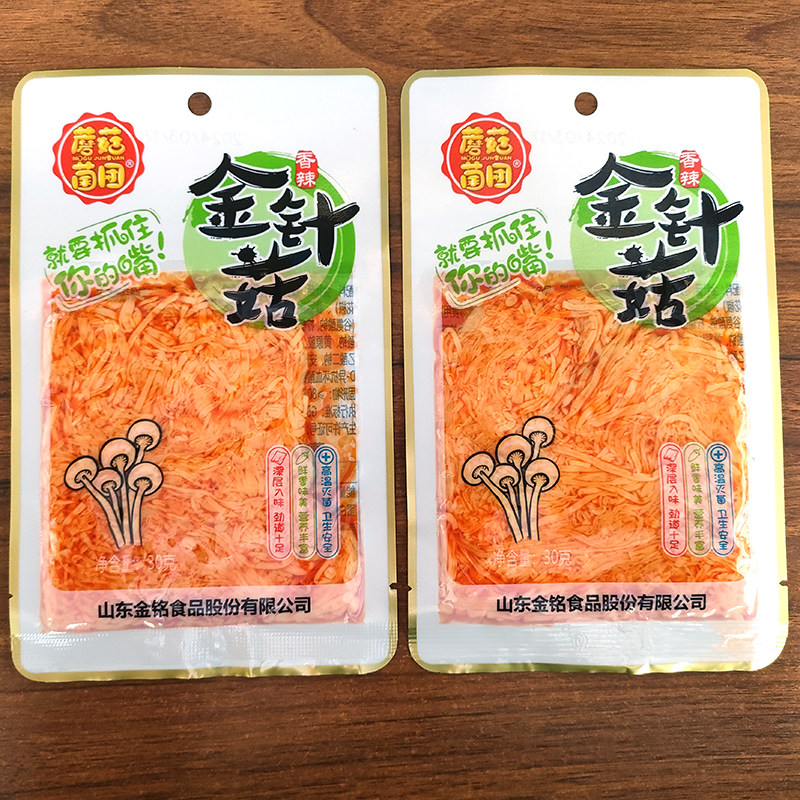 蘑菇
MOGU JUNTUAN
菌团®
香辣
金针菇
就要抓住
你的嘴!
深层入味 劲道十足
鲜香味美 营养丰富
高温灭菌 卫生安全
净含量: 30克
山东金铭食品股份有限公司
蘑菇
MOGU JUNTUAN
菌团®
香辣
金针菇
就要抓住
你的嘴!
深层入味 劲道十足
鲜香味美 营养丰富
高温灭菌 卫生安全
净含量: 30克
山东金铭食品股份有限公司